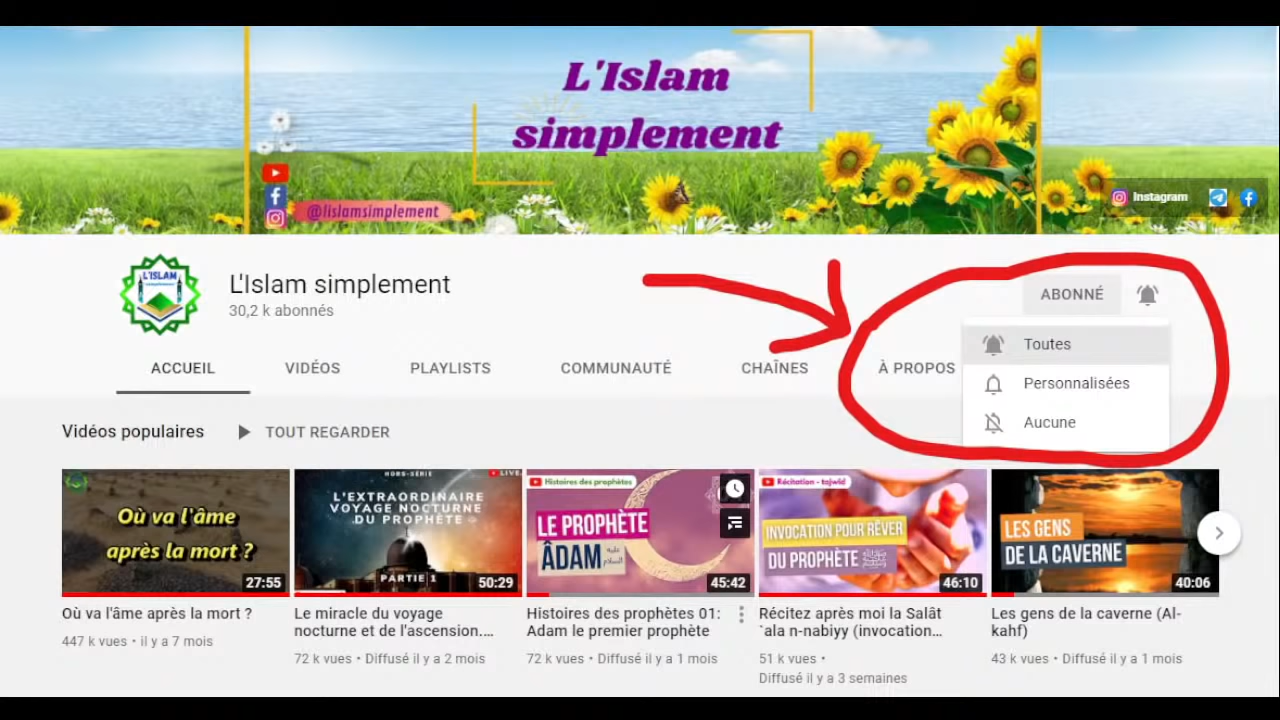 L'Islam
simplement
@lislamsimplement
Instagram
L'ISLAM
L'Islam simplement
30,2 k abonnés
ABONNÉ
Toutes
Personnalisées
Aucune
ACCUEIL VIDÉOS PLAYLISTS COMMUNAUTÉ CHAÎNES À PROPOS
Vidéos populaires TOUT REGARDER
Où va l'âme
après la mort ?
27:55
Où va l'âme après la mort ?
447 k vues • il y a 7 mois
HORS-SÉRIE
LIVE
L'EXTRAORDINAIRE
VOYAGE NOCTURNE
DU PROPHÈTE
PARTIE 1
50:29
Le miracle du voyage
nocturne et de l'ascension....
72 k vues • Diffusé il y a 2 mois
Histoires des prophètes
LE PROPHÈTE
ÂDAM عليه السلام
45:42
Histoires des prophètes 01:
Adam le premier prophète
72 k vues • Diffusé il y a 1 mois
Récitation - tajwid
INVOCATION POUR RÊVER
DU PROPHÈTE ﷺ
46:10
Récitez après moi la Salât
`ala n-nabiyy (invocation...
51 k vues •
Diffusé il y a 3 semaines
LES GENS
DE LA CAVERNE
40:06
Les gens de la caverne (Al-
kahf)
43 k vues • Diffusé il y a 1 mois